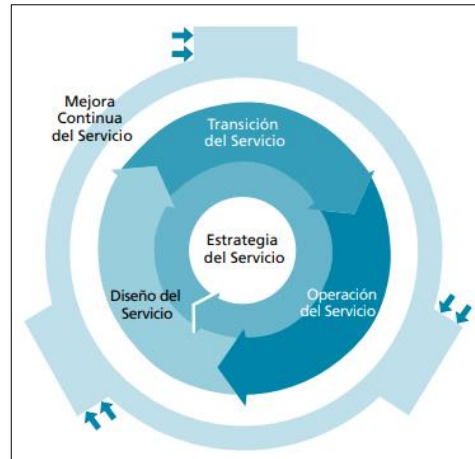 Mejora
Continua
del Servicio
Transición
del Servicio
Estrategia
del Servicio
Diseño del
Servicio
Operación
del Servicio